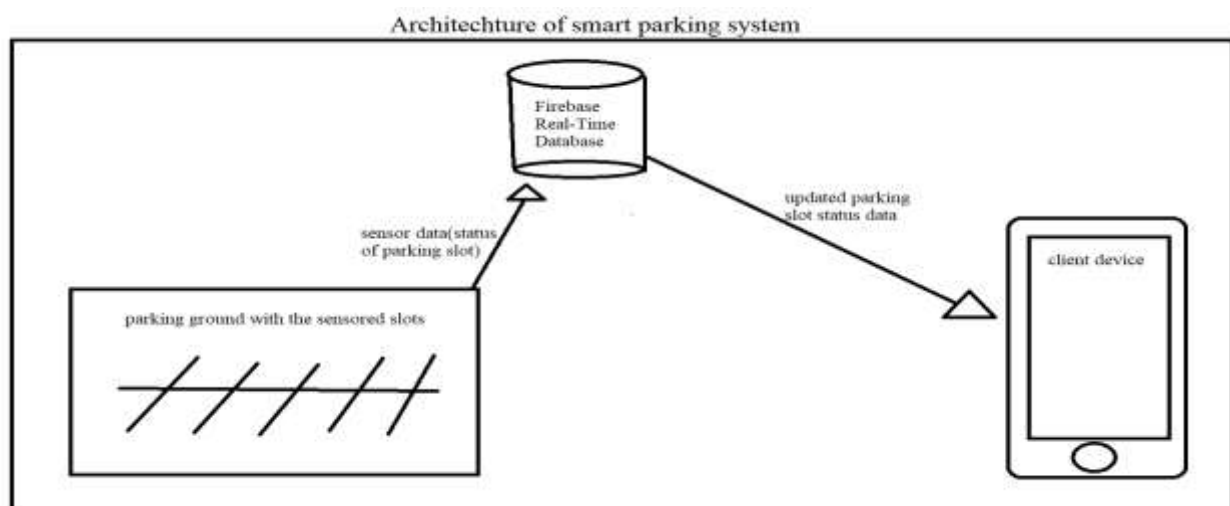 Architechture of smart parking system
Firebase
Real-Time
Database
updated parking
slot status data
sensor data(status
of parking slot)
client device
parking ground with the sensored slots